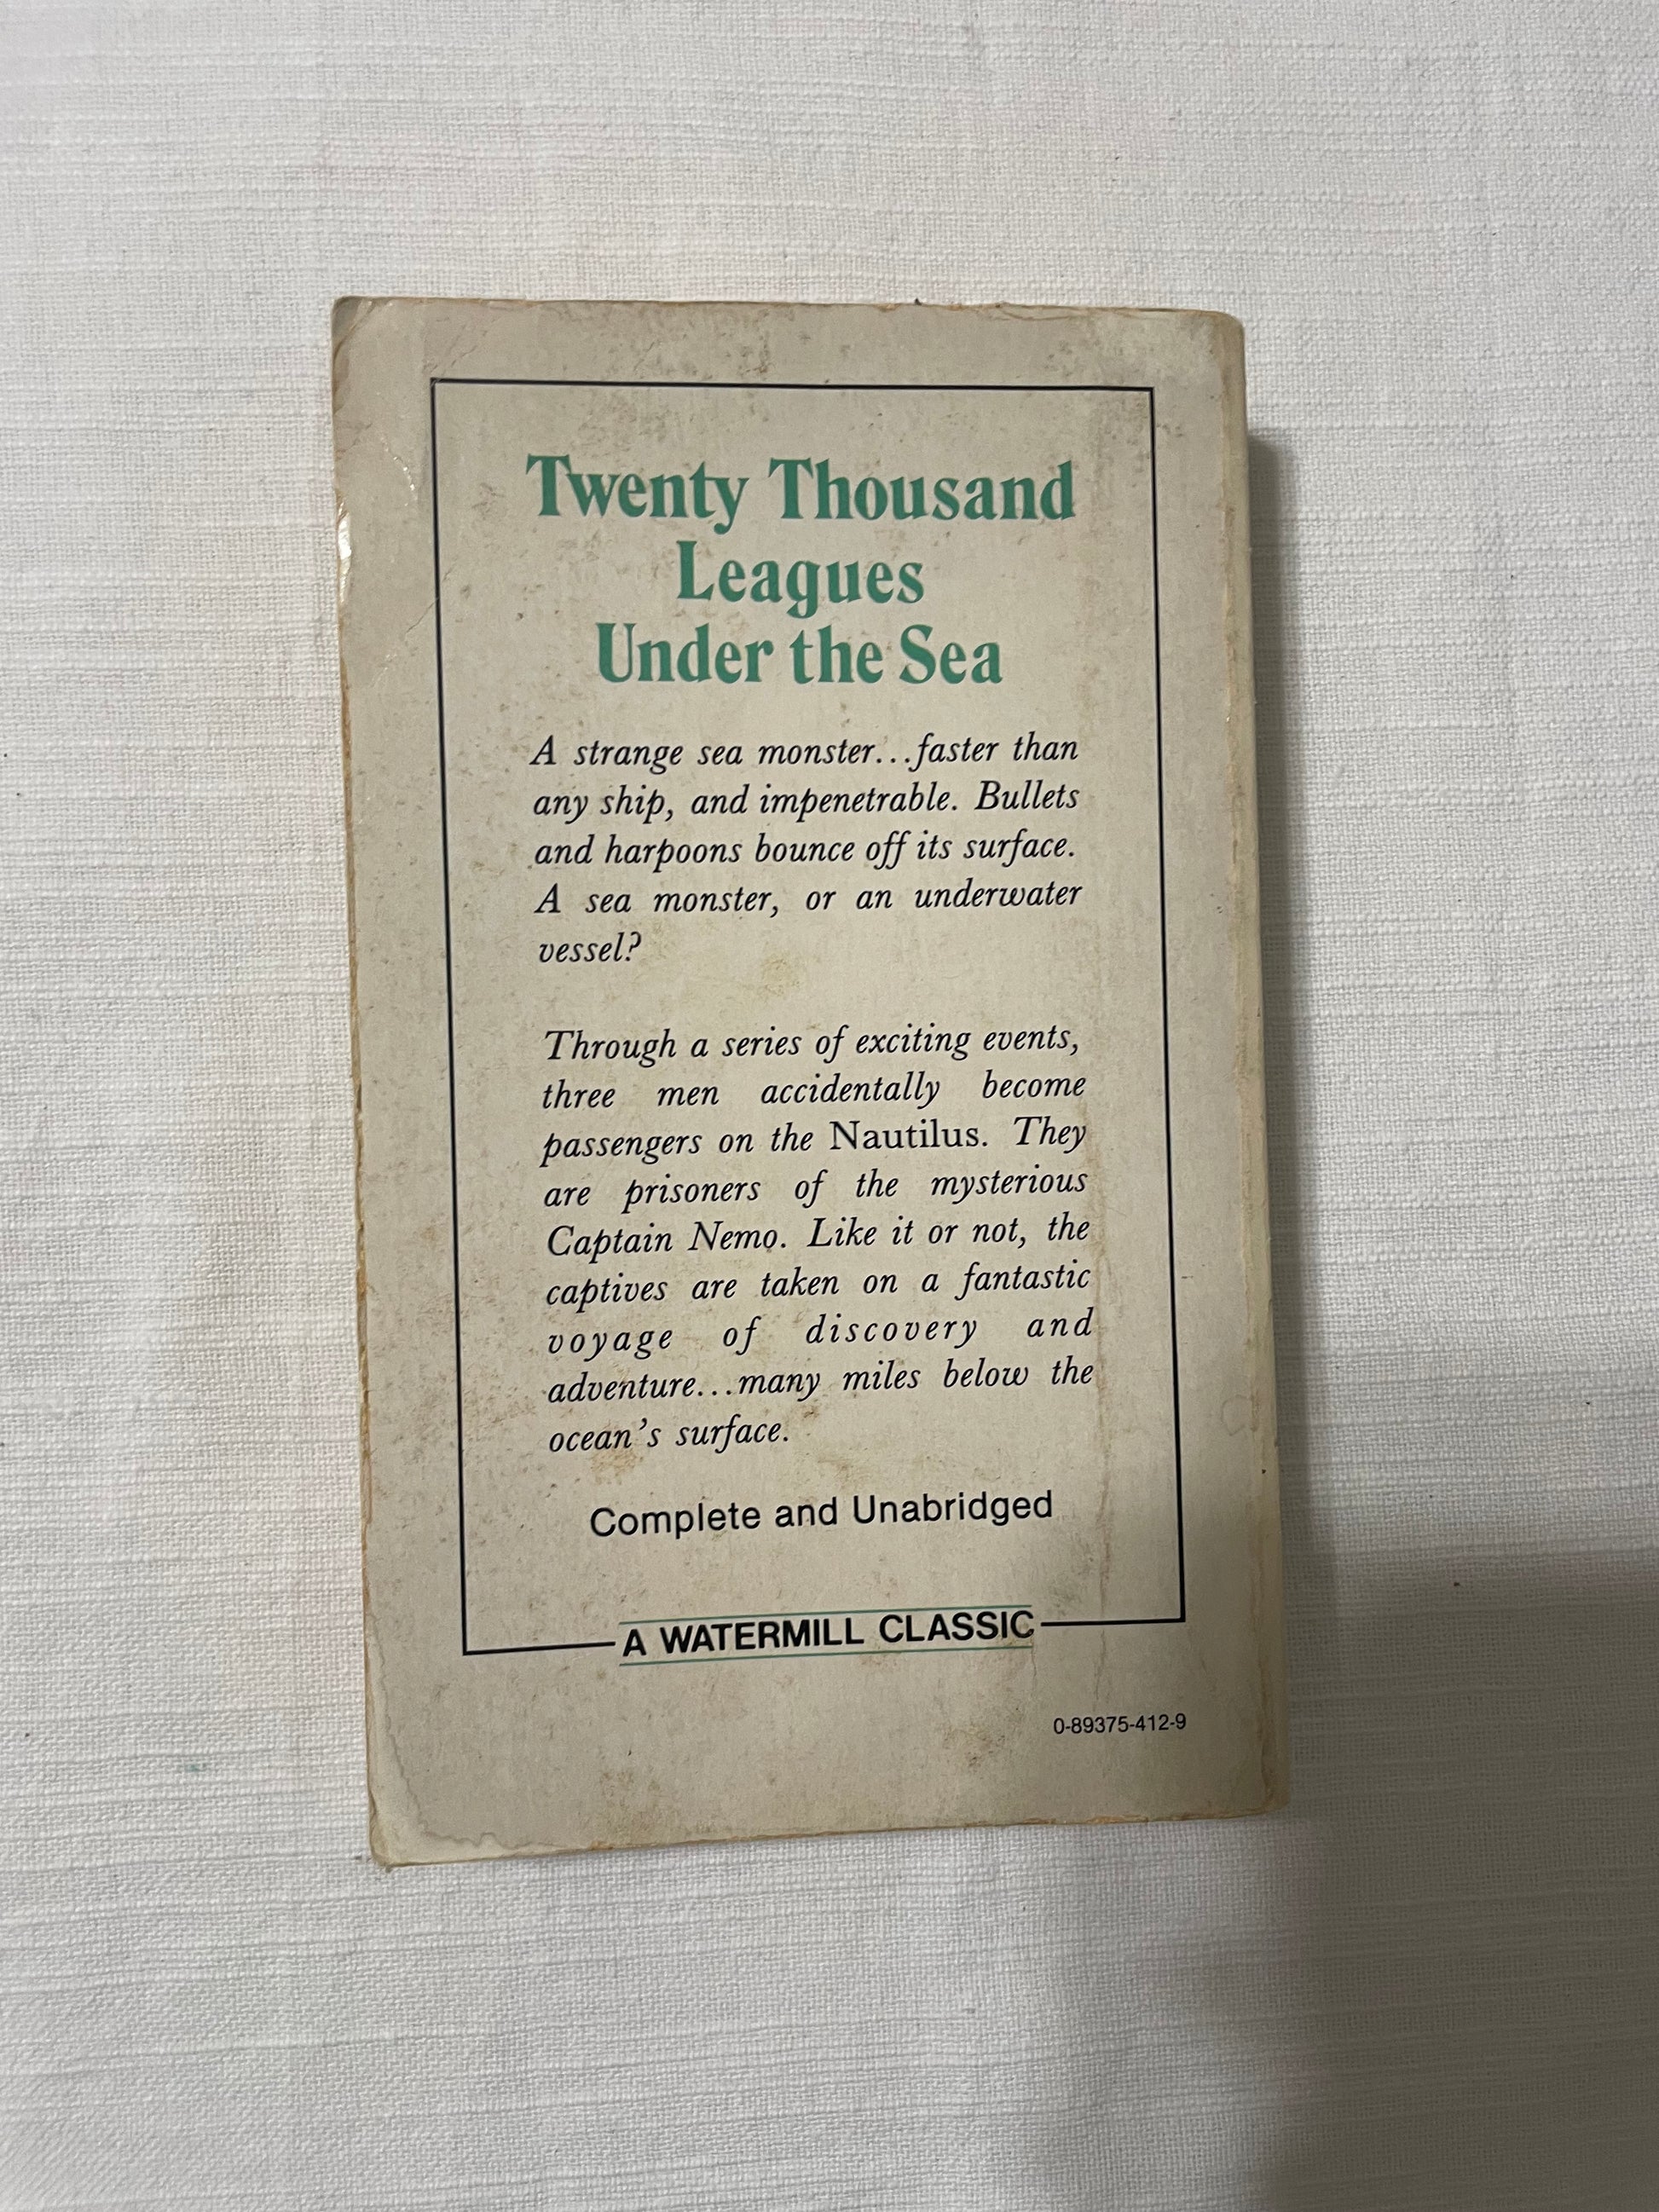 Twenty Thousand
Leagues
Under the Sea
A strange sea monster...faster than
any ship, and impenetrable. Bullets
and harpoons bounce off its surface.
A sea monster, or an underwater
vessel?
Through a series of exciting events,
three men accidentally become
passengers on the Nautilus. They
are prisoners of the mysterious
Captain Nemo. Like it or not, the
captives are taken on a fantastic
voyage of discovery and
adventure...many miles below the
ocean's surface.
Complete and Unabridged
A WATERMILL CLASSIC
0-89375-412-9